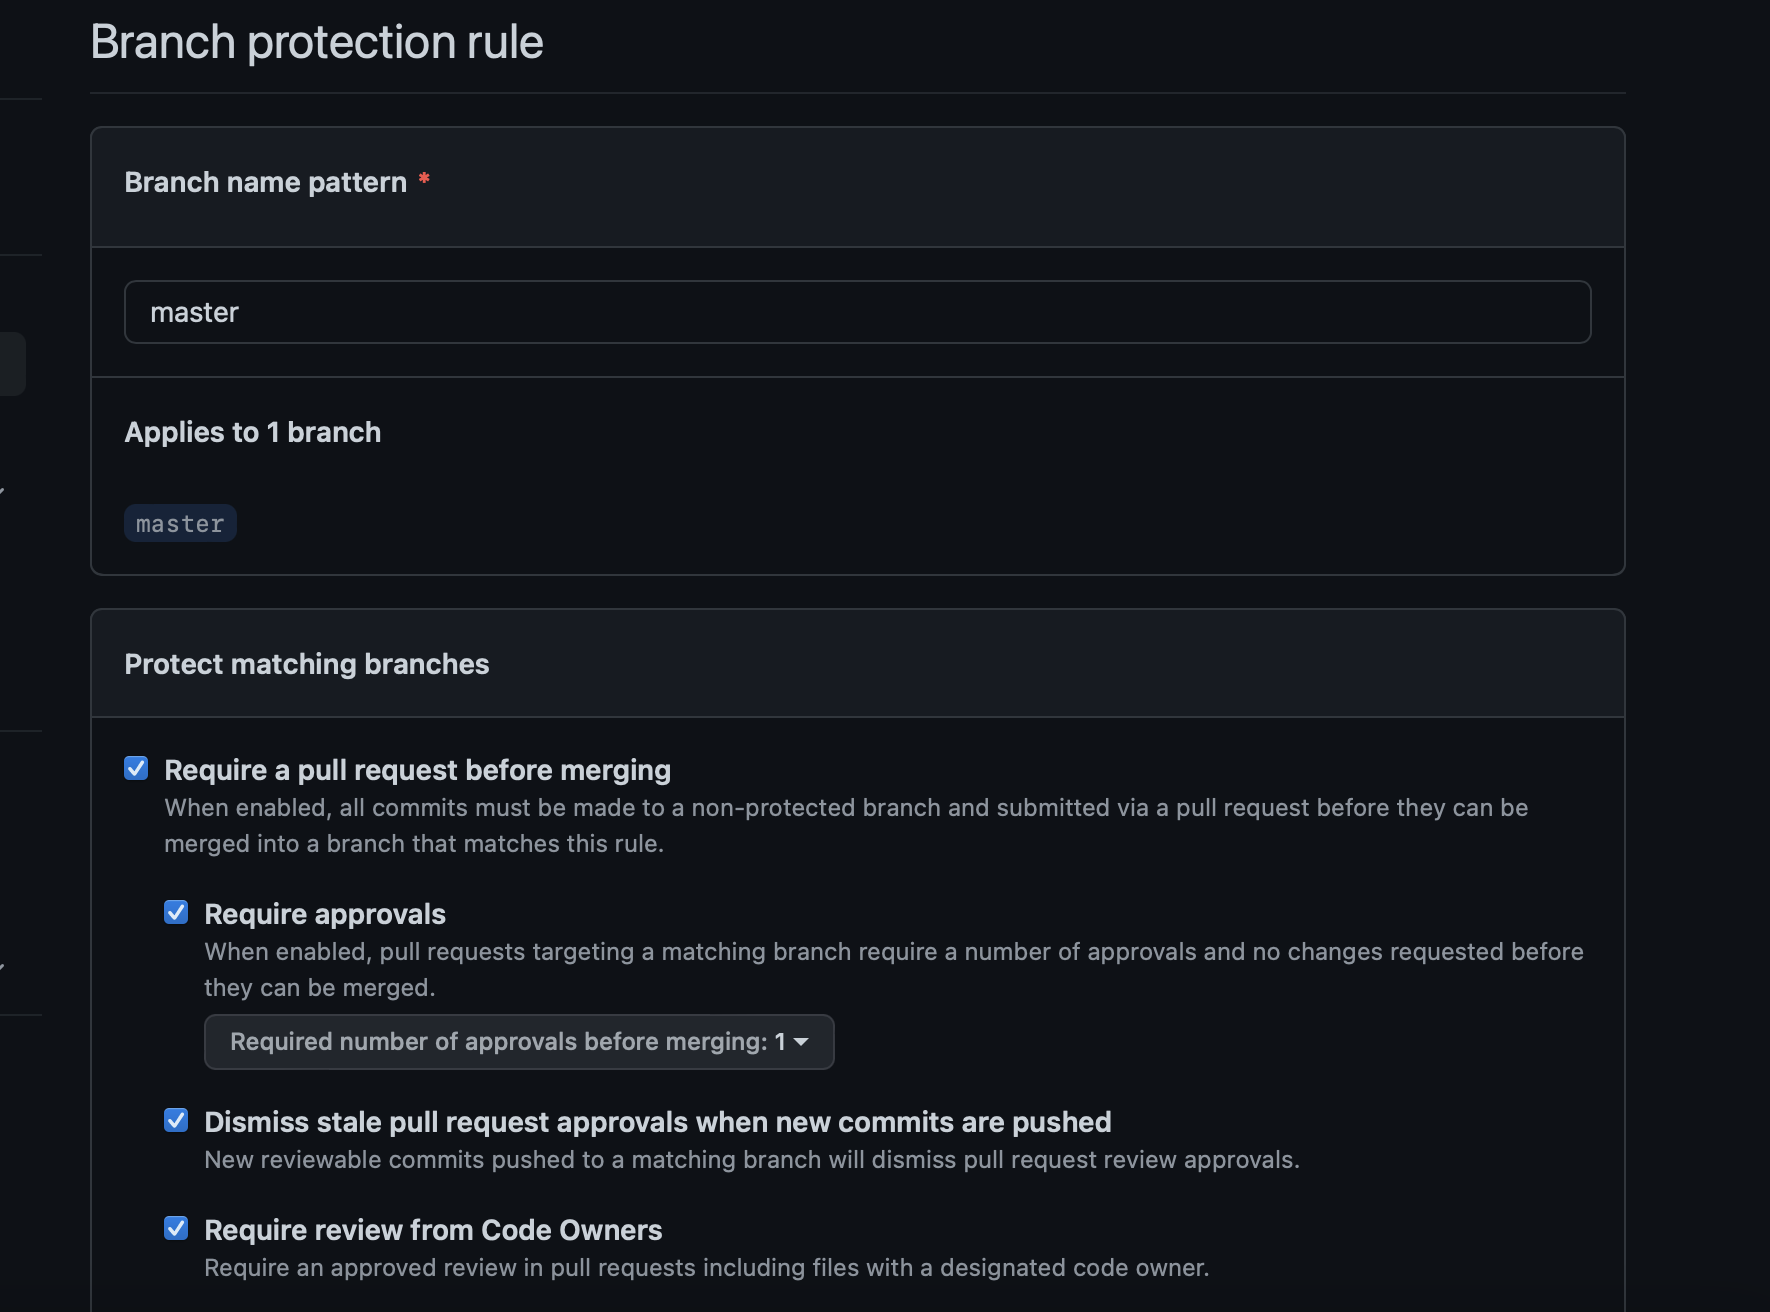 Branch protection rule
Branch name pattern *
master
Applies to 1 branch
master
Protect matching branches
Require a pull request before merging
When enabled, all commits must be made to a non-protected branch and submitted via a pull request before they can be
merged into a branch that matches this rule.
Require approvals
When enabled, pull requests targeting a matching branch require a number of approvals and no changes requested before
they can be merged.
Required number of approvals before merging: 1
Dismiss stale pull request approvals when new commits are pushed
New reviewable commits pushed to a matching branch will dismiss pull request review approvals.
Require review from Code Owners
Require an approved review in pull requests including files with a designated code owner.